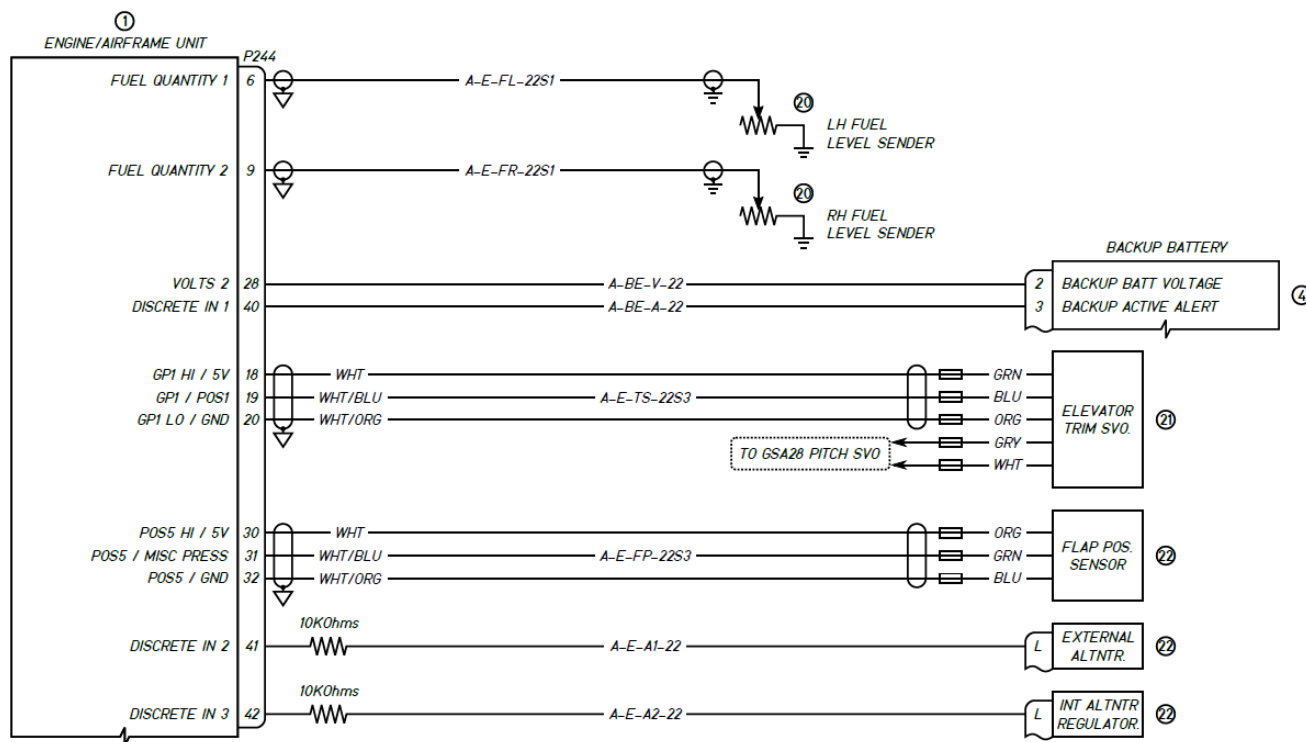 1
ENGINE/AIRFRAME UNIT
P244
FUEL QUANTITY 1 6 A-E-FL-22S1
20
LH FUEL
LEVEL SENDER
FUEL QUANTITY 2 9 A-E-FR-22S1
20
RH FUEL
LEVEL SENDER
BACKUP BATTERY
VOLTS 2 28 A-BE-V-22 2 BACKUP BATT VOLTAGE
DISCRETE IN 1 40 A-BE-A-22 3 BACKUP ACTIVE ALERT
4
GP1 HI / 5V 18 WHT GRN
GP1 / POS1 19 WHT/BLU A-E-TS-22S3 BLU
GP1 LO / GND 20 WHT/ORG ORG
ELEVATOR
TRIM SVO.
21
TO GSA28 PITCH SVO
GRY
WHT
POS5 HI / 5V 30 WHT ORG
POS5 / MISC PRESS 31 WHT/BLU A-E-FP-22S3 GRN
POS5 / GND 32 WHT/ORG BLU
FLAP POS.
SENSOR
22
10KOhms
DISCRETE IN 2 41 A-E-A1-22 L
EXTERNAL
ALTNTR.
22
10KOhms
DISCRETE IN 3 42 A-E-A2-22 L
INT ALTNTR
REGULATOR.
22